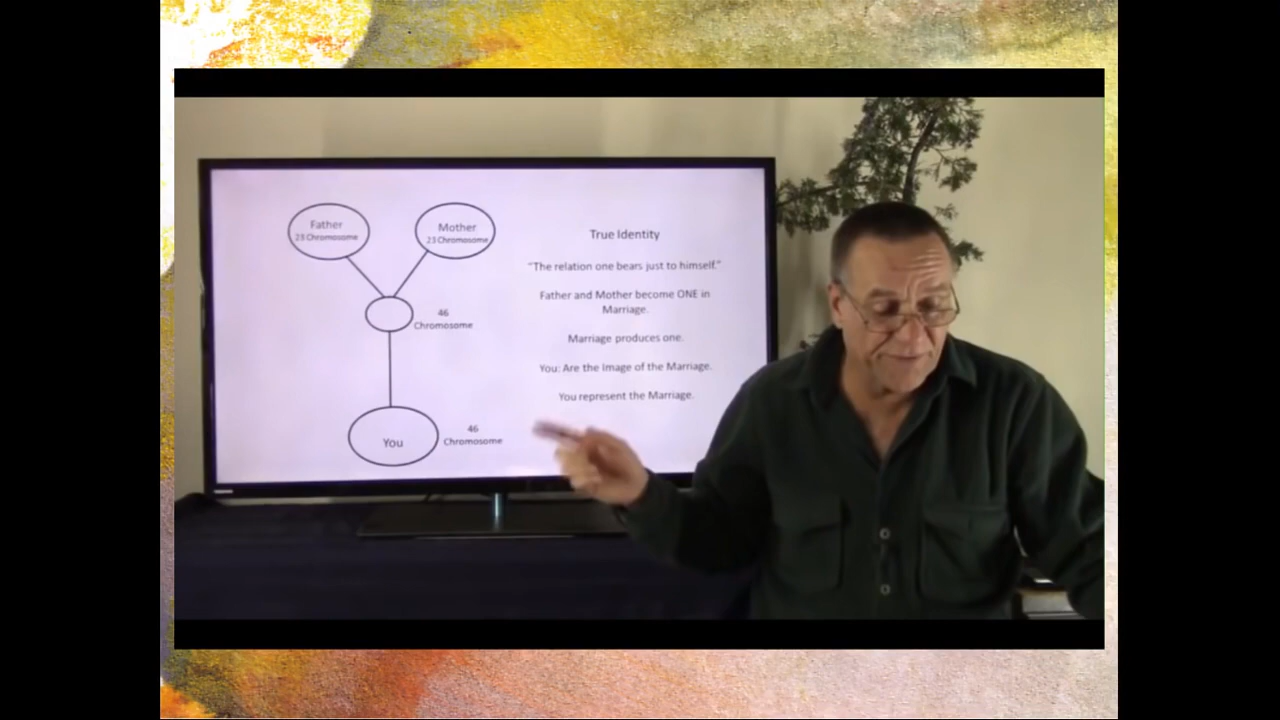 Father
23 Chromosome
Mother
23 Chromosome
46
Chromosome
You
46
Chromosome
True Identity
"The relation one bears just to himself."
Father and Mother become ONE in
Marriage.
Marriage produces one.
You: Are the Image of the Marriage.
You represent the Marriage.